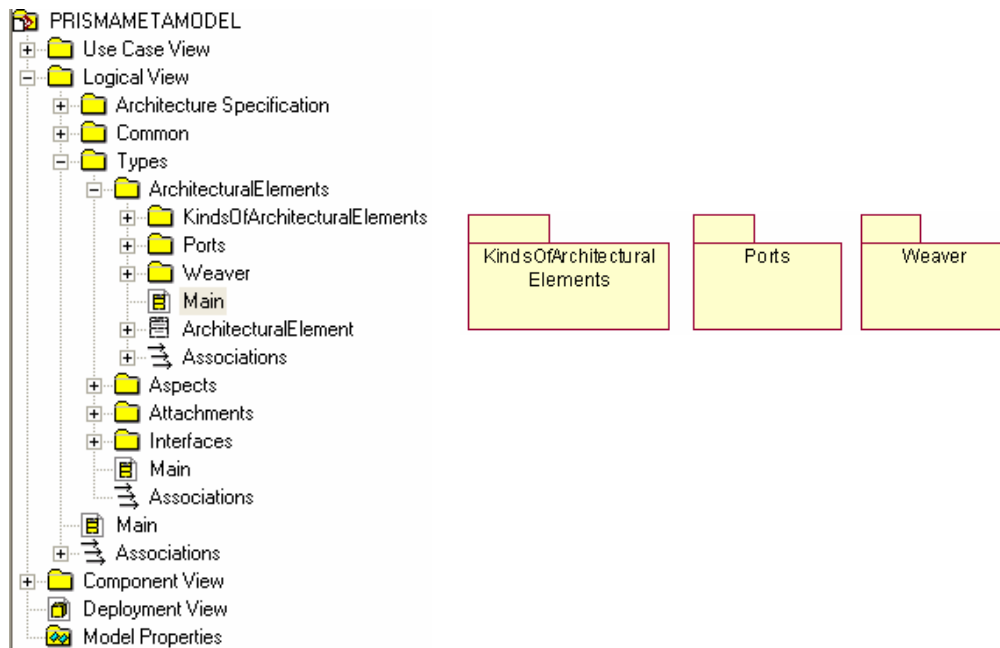 PRISMAMETAMODEL
Use Case View
Logical View
Architecture Specification
Common
Types
ArchitecturalElements
KindsOfArchitecturalElements
Ports
Weaver
Main
ArchitecturalElement
Associations
Aspects
Attachments
Interfaces
Main
Associations
Main
Associations
Component View
Deployment View
Model Properties
KindsOfArchitectural
Elements
Ports
Weaver